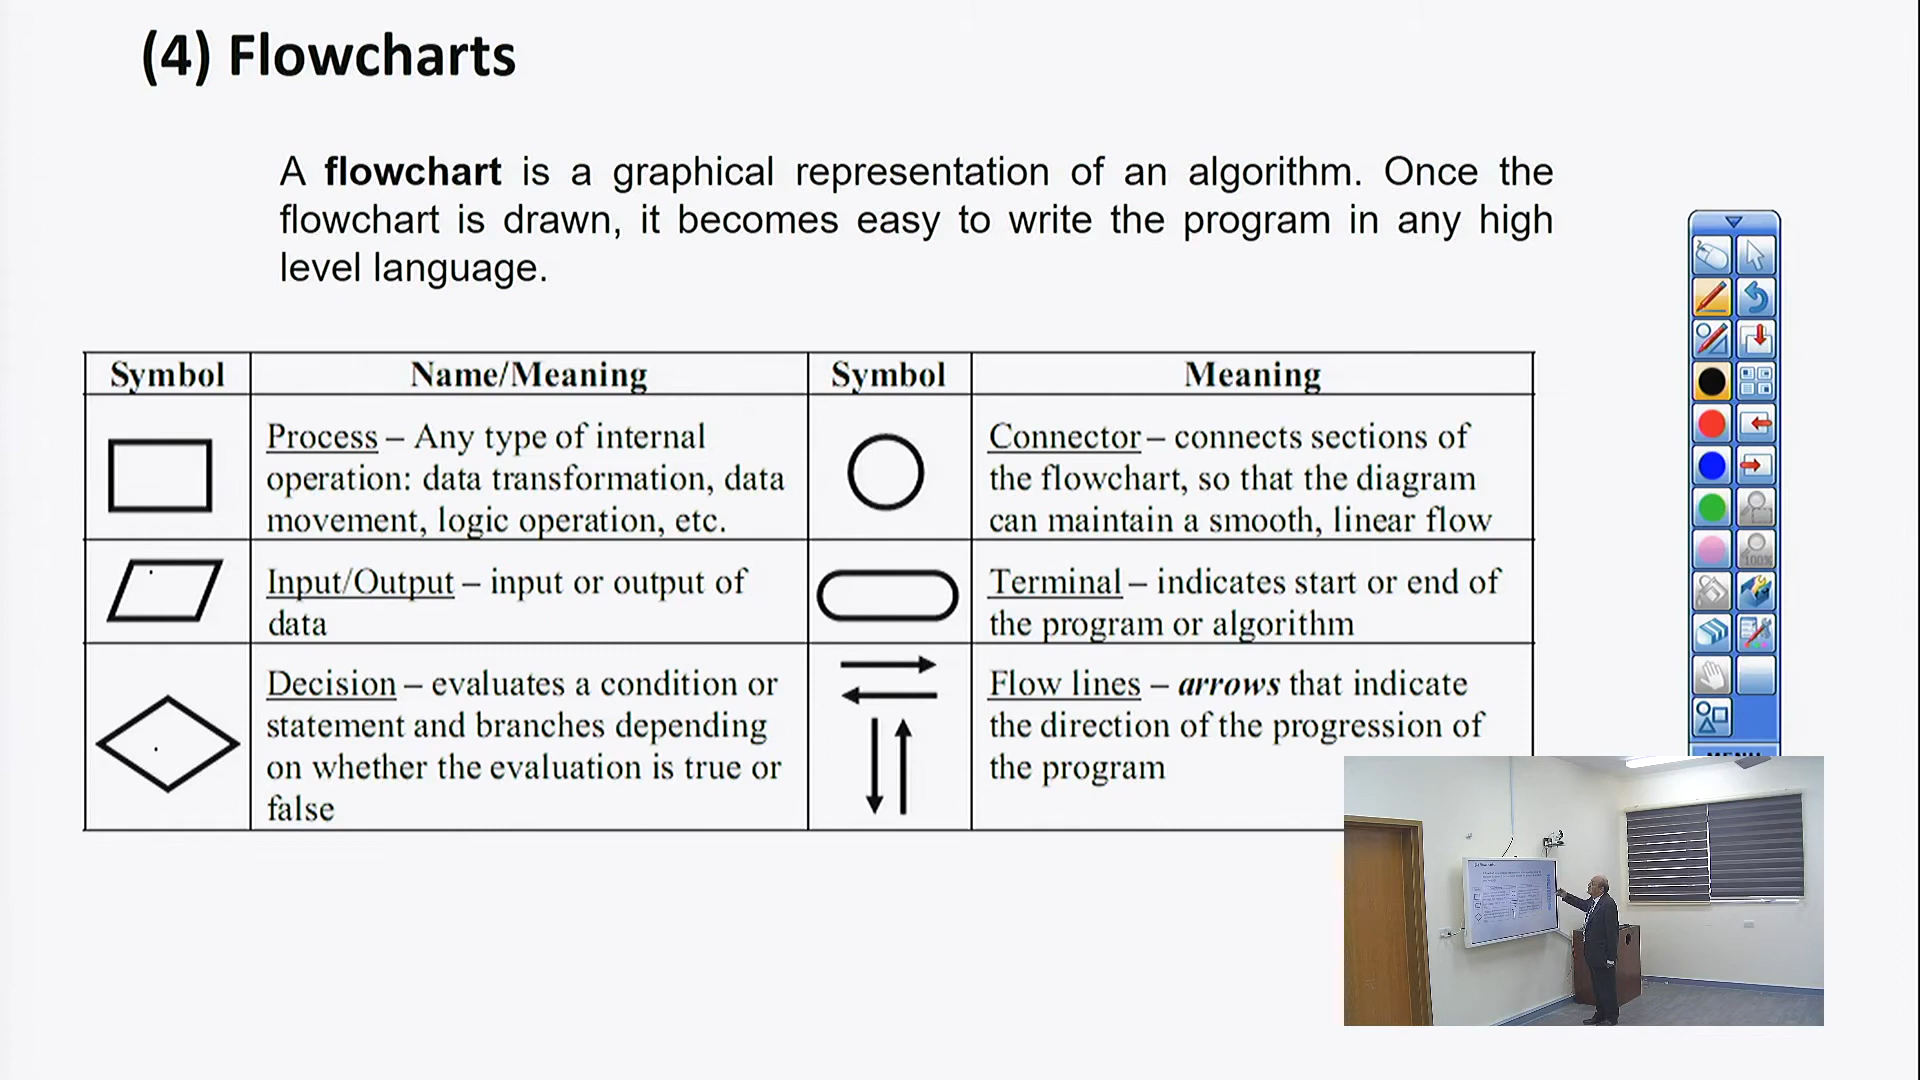 (4) Flowcharts
A flowchart is a graphical representation of an algorithm. Once the
flowchart is drawn, it becomes easy to write the program in any high
level language.
Symbol
Name/Meaning
Symbol
Meaning
Process – Any type of internal
operation: data transformation, data
movement, logic operation, etc.
Connector – connects sections of
the flowchart, so that the diagram
can maintain a smooth, linear flow
Input/Output – input or output of
data
Terminal – indicates start or end of
the program or algorithm
Decision – evaluates a condition or
statement and branches depending
on whether the evaluation is true or
false
Flow lines – arrows that indicate
the direction of the progression of
the program
100%
MENU